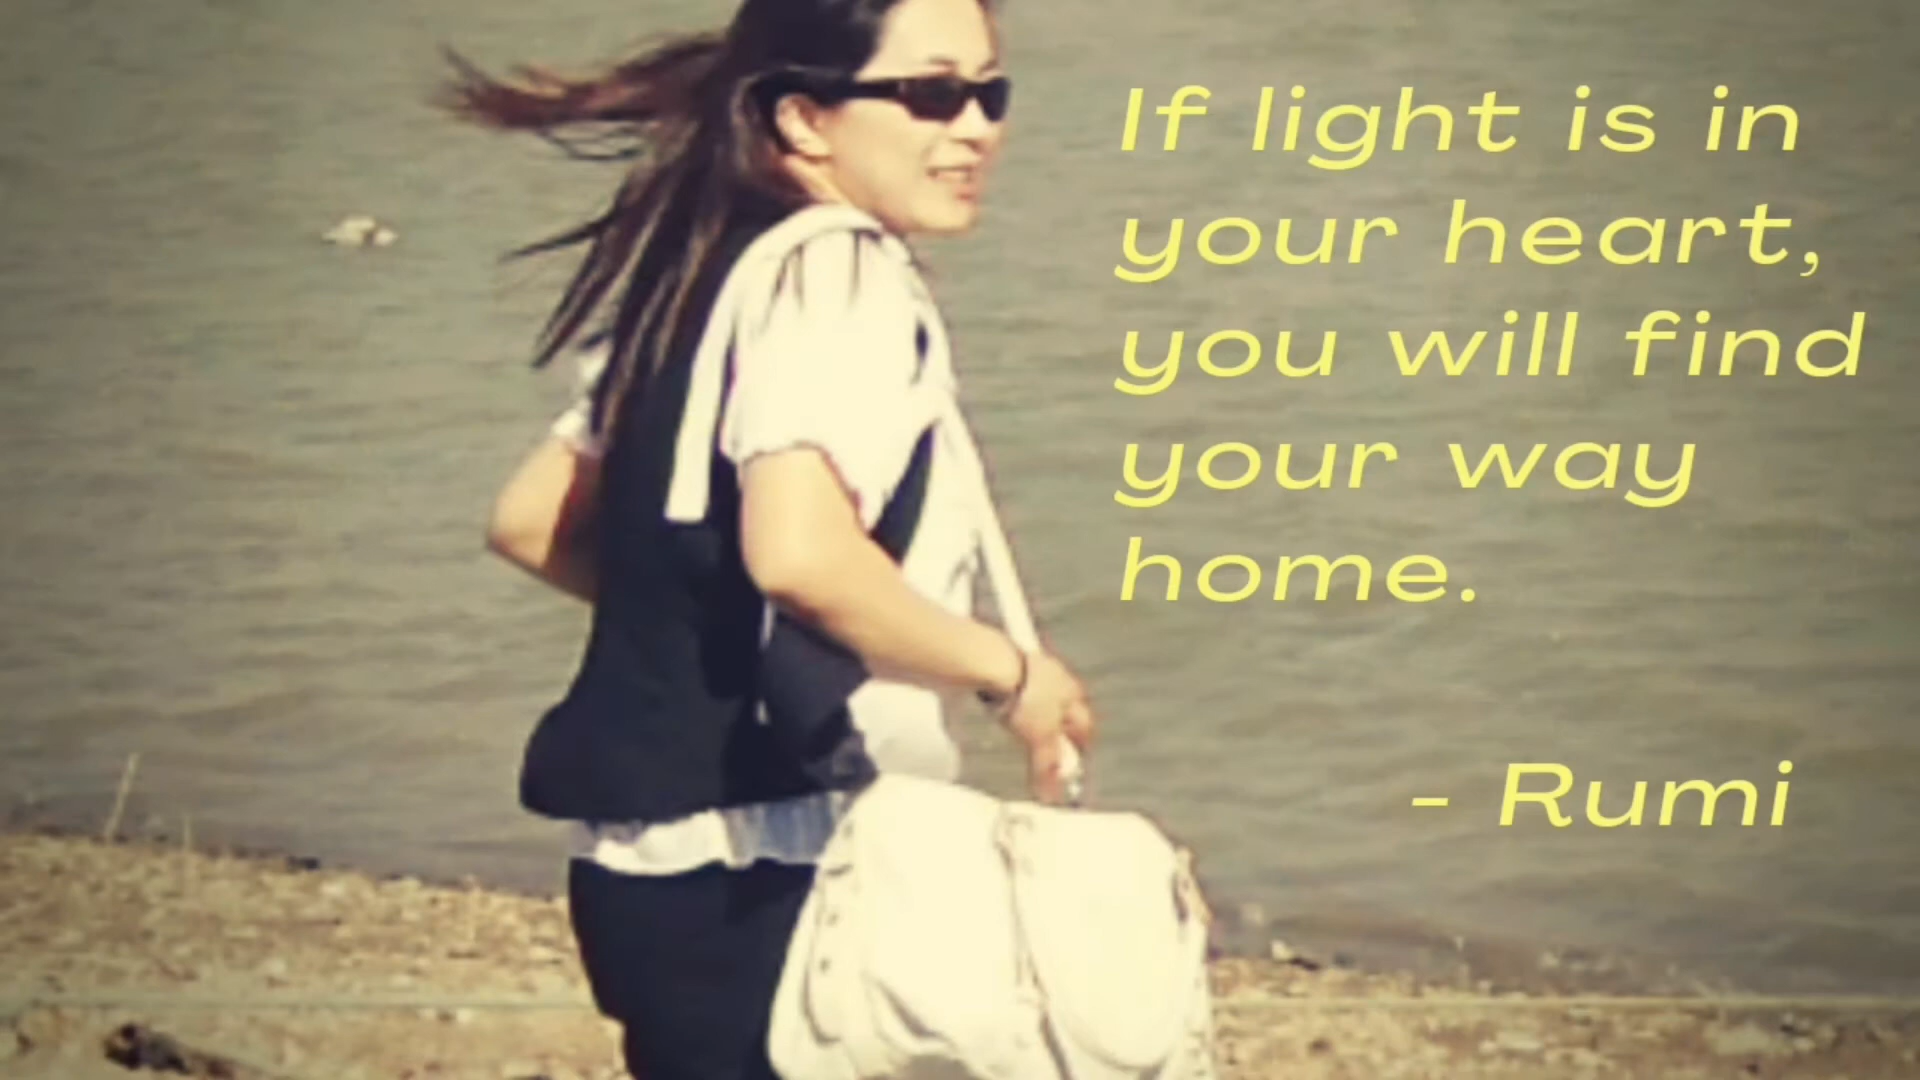 If light is in
your heart,
you will find
your way
home.
- Rumi